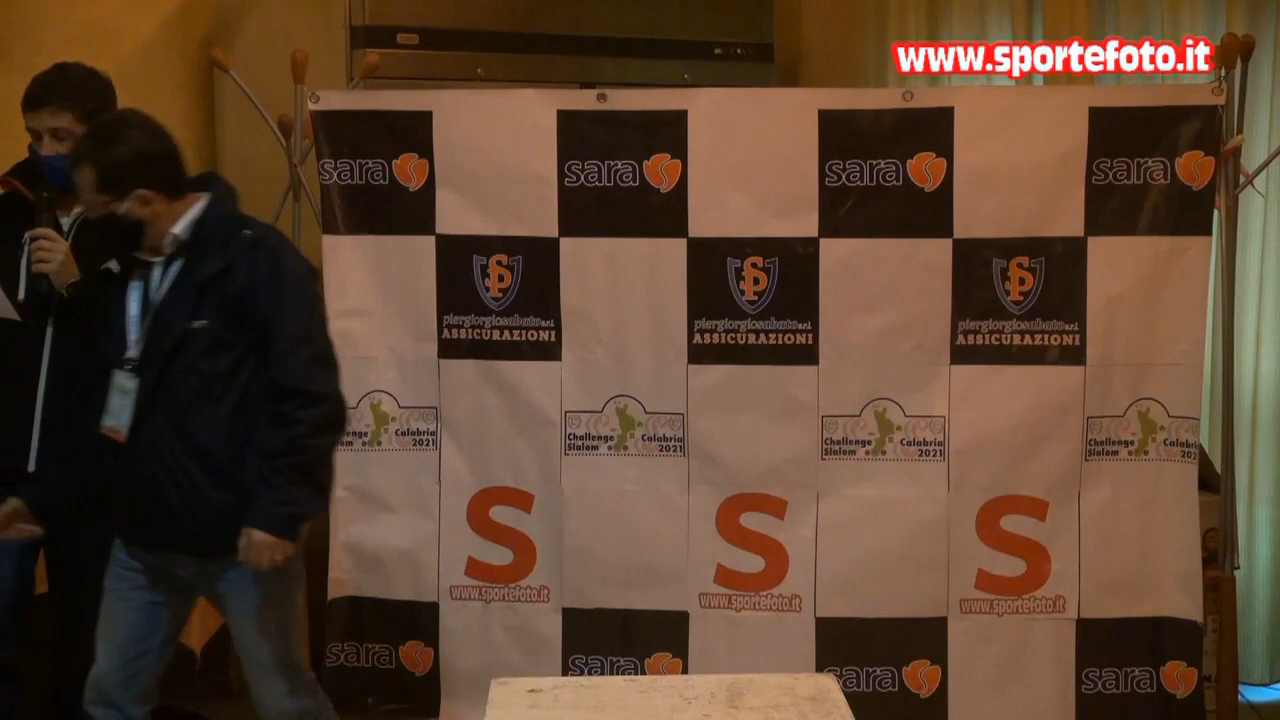 www.sportefoto.it
sara
sara
sara
sara
piergiorgiosabato s.r.l.
ASSICURAZIONI
piergiorgiosabato s.r.l.
ASSICURAZIONI
piergiorgiosabato s.r.l.
ASSICURAZIONI
Calabria
Slalom 2021
Challenge Calabria
Slalom 2021
Challenge Calabria
Slalom 2021
Challenge Calabria
Slalom
S
S
S
www.sportefoto.it
www.sportefoto.it
www.sportefoto.it
sara
sara
sara
sara